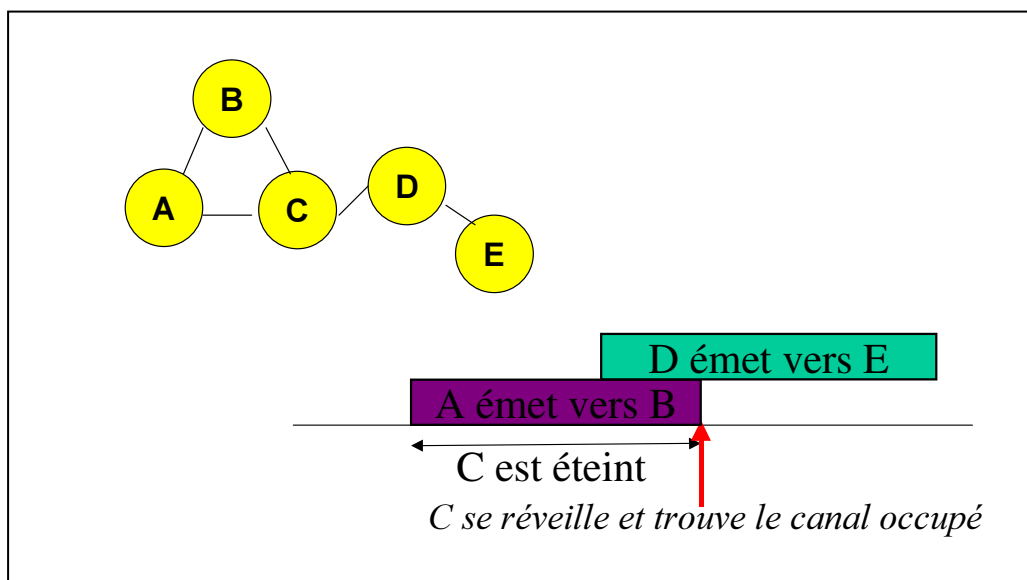 B
A
C
D
E
D émet vers E
A émet vers B
C est éteint
C se réveille et trouve le canal occupé